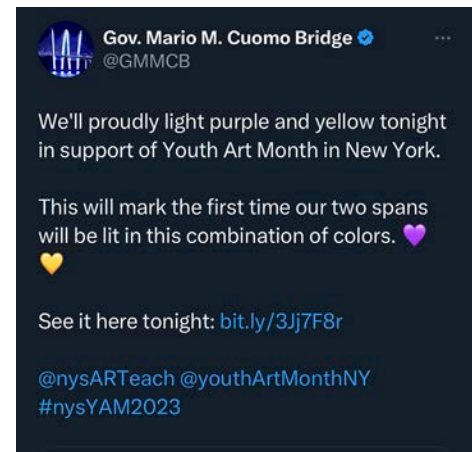 Gov. Mario M. Cuomo Bridge
@GMMCB
We'll proudly light purple and yellow tonight
in support of Youth Art Month in New York.
This will mark the first time our two spans
will be lit in this combination of colors. 💜
💛
See it here tonight: bit.ly/3Jj7F8r
@nysARTeach @youthArtMonthNY
#nysYAM2023